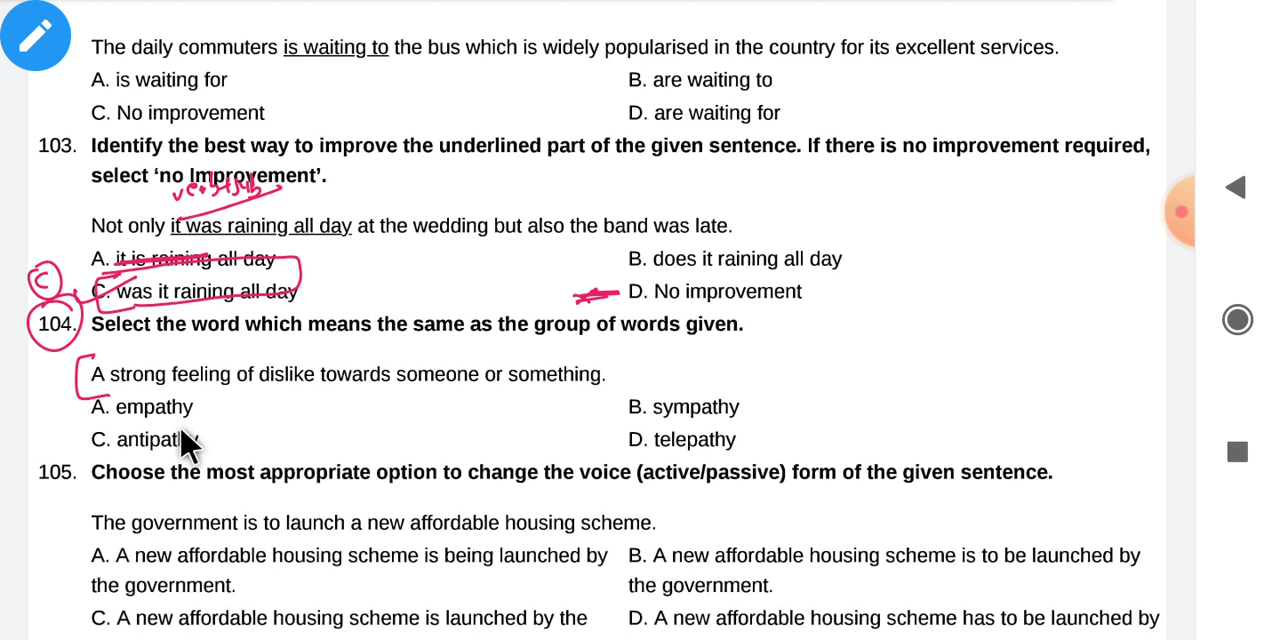 The daily commuters is waiting to the bus which is widely popularised in the country for its excellent services.
A. is waiting for B. are waiting to
C. No improvement D. are waiting for
103. Identify the best way to improve the underlined part of the given sentence. If there is no improvement required,
select ‘no Improvement’.
verb+sub
Not only it was raining all day at the wedding but also the band was late.
A. it is raining all day B. does it raining all day
C
C. was it raining all day D. No improvement
104. Select the word which means the same as the group of words given.
A strong feeling of dislike towards someone or something.
A. empathy B. sympathy
C. antipathy D. telepathy
105. Choose the most appropriate option to change the voice (active/passive) form of the given sentence.
The government is to launch a new affordable housing scheme.
A. A new affordable housing scheme is being launched by B. A new affordable housing scheme is to be launched by
the government. the government.
C. A new affordable housing scheme is launched by the D. A new affordable housing scheme has to be launched by